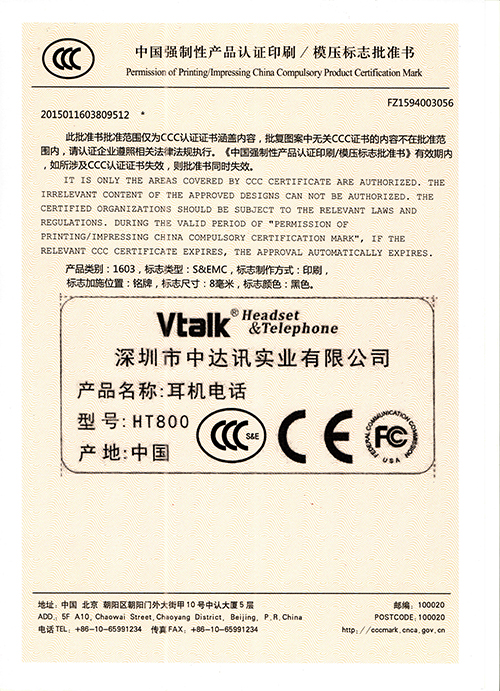 CCC
中国强制性产品认证印刷 / 模压标志批准书
Permission of Printing/Impressing China Compulsory Product Certification Mark
FZ1594003056
2015011603809512 *
此批准书批准范围仅为CCC认证证书涵盖内容，批复图案中无关CCC证书的内容不在批准范
围内，请认证企业遵照相关法律法规执行。《中国强制性产品认证印刷/模压标志批准书》有效期内
，如所涉及CCC认证证书失效，则批准书同时失效。
IT IS ONLY THE AREAS COVERED BY CCC CERTIFICATE ARE AUTHORIZED. THE
IRRELEVANT CONTENT OF THE APPROVED DESIGNS CAN NOT BE AUTHORIZED. THE
CERTIFIED ORGANIZATIONS SHOULD BE SUBJECT TO THE RELEVANT LAWS AND
REGULATIONS. DURING THE VALID PERIOD OF "PERMISSION OF
PRINTING/IMPRESSING CHINA COMPULSORY CERTIFICATION MARK", IF THE
RELEVANT CCC CERTIFICATE EXPIRES, THE APPROVAL AUTOMATICALLY EXPIRES.
产品类别：1603，标志类型：S&EMC，标志制作方式：印刷，
标志加施位置：铭牌，标志尺寸：8毫米，标志颜色：黑色。
Vtalk® Headset
&Telephone
深圳市中达讯实业有限公司
产品名称:耳机电话
型 号:HT800
产 地:中国
CCC S&E
CE
FC
FEDERAL COMMUNICATION COMMISSION
USA
地址: 中国 北京 朝阳区朝阳门外大街甲10号中认大厦5层
邮编: 100020
ADD.: 5F A10, Chaowai Street,Chaoyang District, Beijing, P.R.China
POSTCODE:100020
电话TEL: +86-10-65991234 传真FAX: +86-10-65991234
http://cccmark.cnca.gov.cn